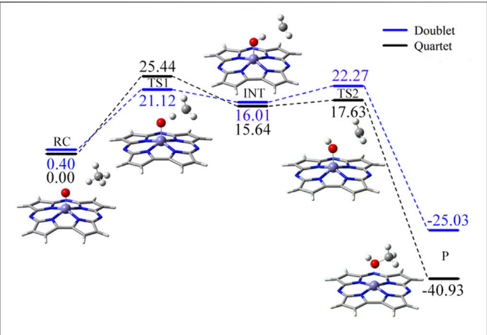 Doublet
Quartet
25.44
TS1
21.12
INT
16.01
15.64
22.27
TS2
17.63
RC
0.40
0.00
-25.03
P
-40.93